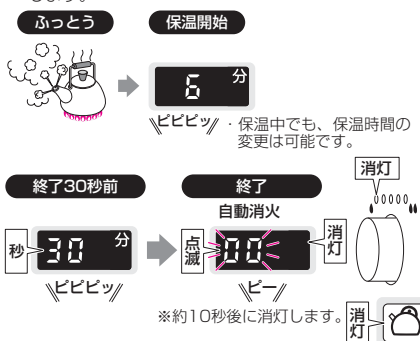 ふっとう
保温開始
6 分
ピピピッ
・保温中でも、保温時間の
変更は可能です。
終了30秒前
終了
自動消火
消灯
秒
30 分
点滅
00
消灯
ピピピッ
ピー
※約10秒後に消灯します。
消灯